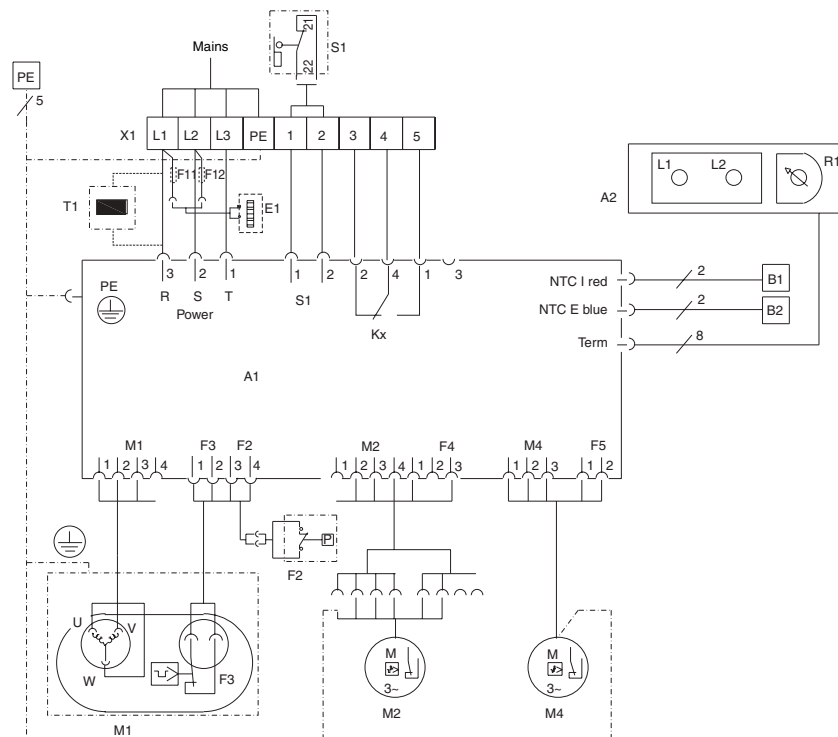 Mains
21
22
S1
PE
5
X1 L1 L2 L3 PE 1 2 3 4 5
F11 F12
T1
E1
L1 L2 R1
A2
3 2 1 1 2 2 4 1 3
PE R S T S1
Power
Kx
NTC I red 2 B1
NTC E blue 2 B2
Term 8
A1
M1 F3 F2 M2 F4 M4 F5
1 2 3 4 1 2 3 4 1 2 3 4 1 2 3 1 2 3 1 2
P
F2
U V
W
F3
M
3~
M
3~
M1 M2 M4